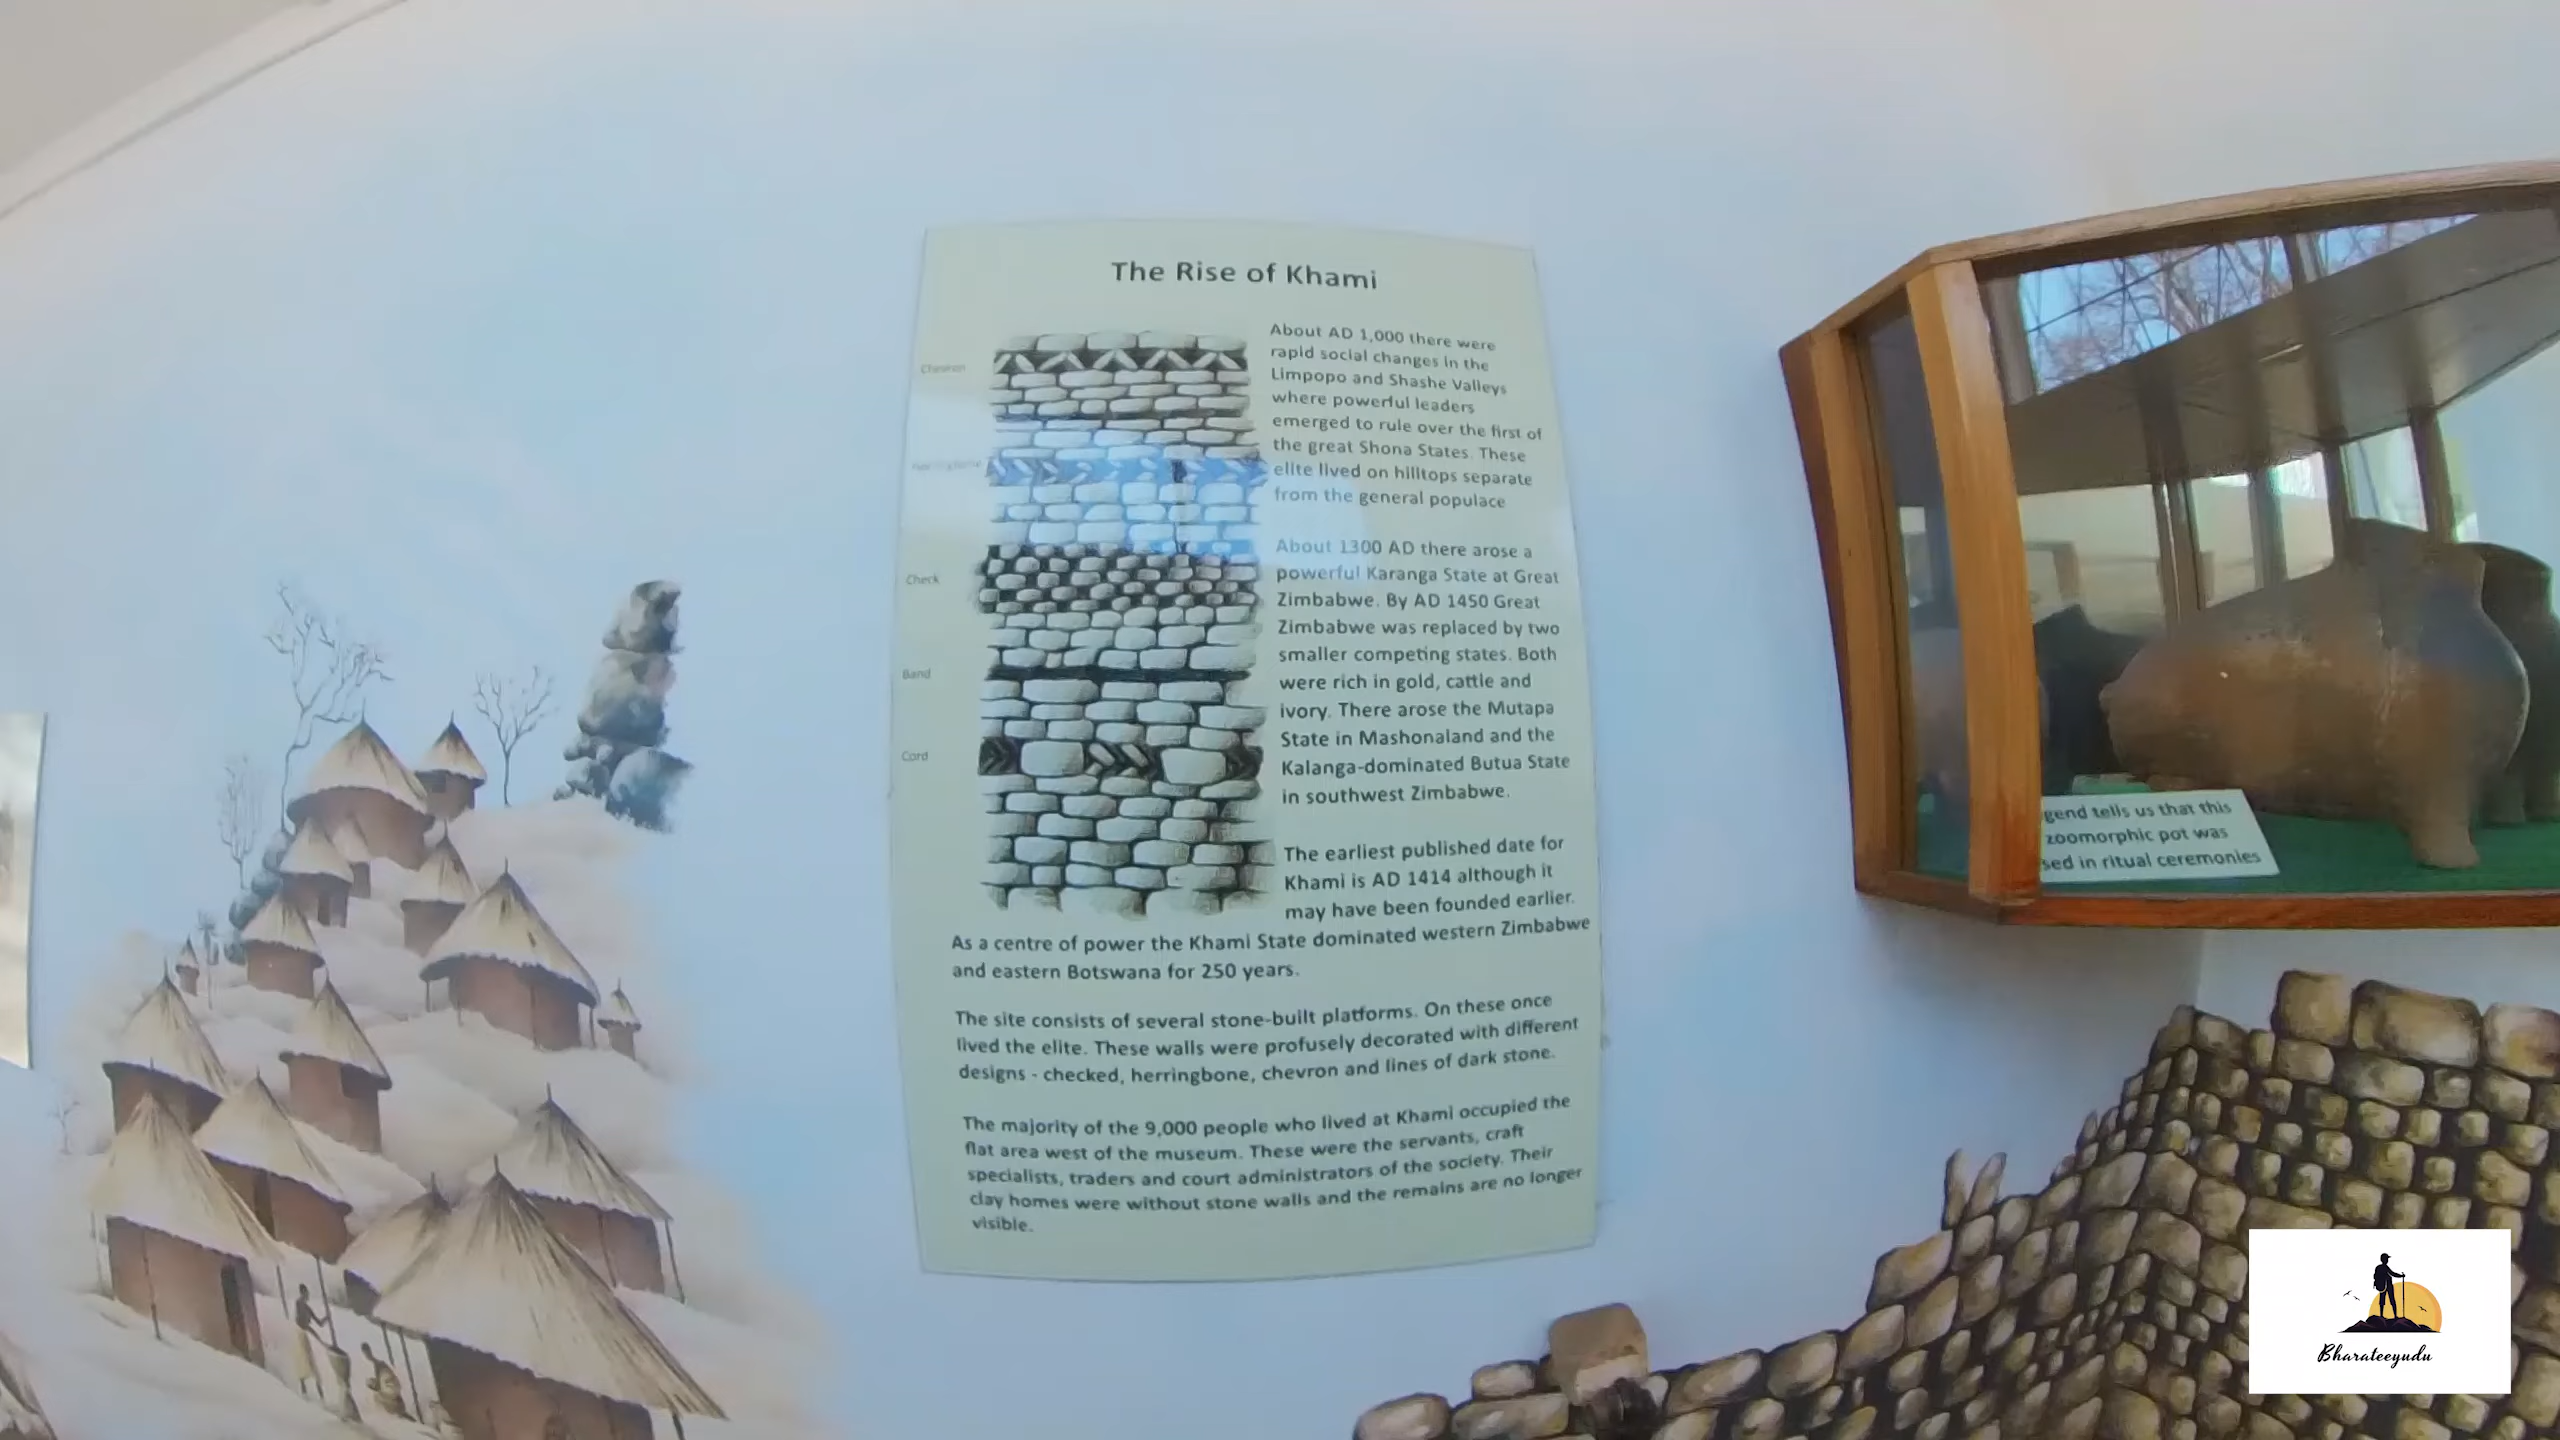 The Rise of Khami
Chevron
Herringbone
Check
Band
Cord
About AD 1,000 there were
rapid social changes in the
Limpopo and Shashe Valleys
where powerful leaders
emerged to rule over the first of
the great Shona States. These
elite lived on hilltops separate
from the general populace
About 1300 AD there arose a
powerful Karanga State at Great
Zimbabwe. By AD 1450 Great
Zimbabwe was replaced by two
smaller competing states. Both
were rich in gold, cattle and
ivory. There arose the Mutapa
State in Mashonaland and the
Kalanga-dominated Butua State
in southwest Zimbabwe.
The earliest published date for
Khami is AD 1414 although it
may have been founded earlier.
As a centre of power the Khami State dominated western Zimbabwe
and eastern Botswana for 250 years.
The site consists of several stone-built platforms. On these once
lived the elite. These walls were profusely decorated with different
designs - checked, herringbone, chevron and lines of dark stone.
The majority of the 9,000 people who lived at Khami occupied the
flat area west of the museum. These were the servants, craft
specialists, traders and court administrators of the society. Their
clay homes were without stone walls and the remains are no longer
visible.
gend tells us that this
zoomorphic pot was
sed in ritual ceremonies
Bharateeyudu